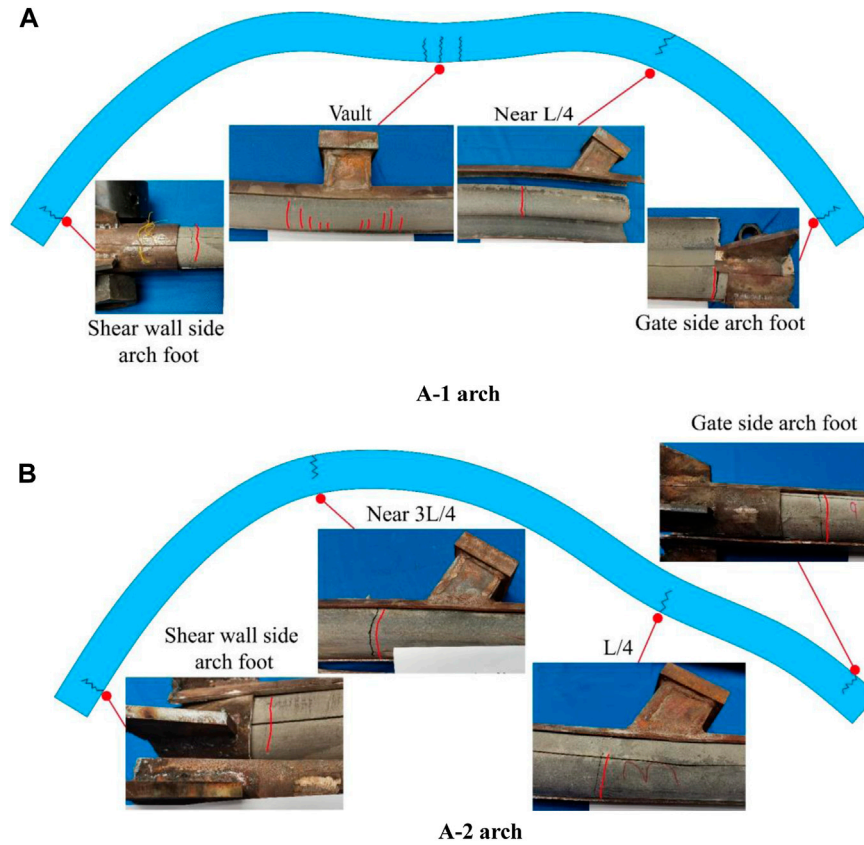 A
Vault
Near L/4
Shear wall side
arch foot
Gate side arch foot
A-1 arch
Gate side arch foot
B
Near 3L/4
Shear wall side
arch foot
L/4
A-2 arch